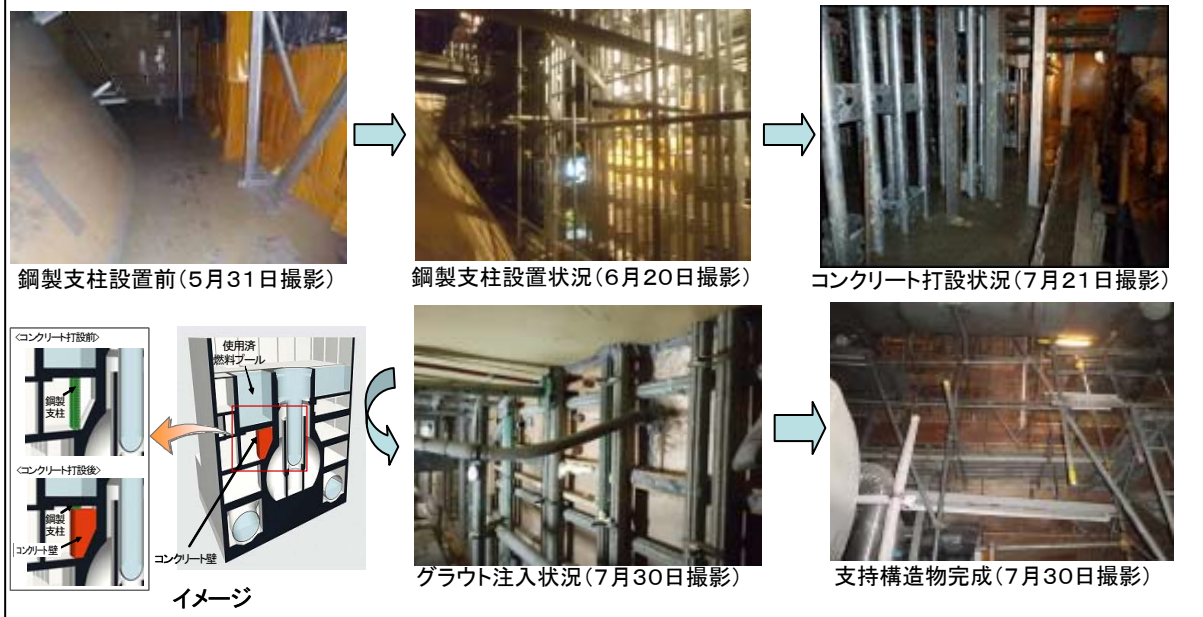 鋼製支柱設置前(5月31日撮影)
鋼製支柱設置状況(6月20日撮影)
コンクリート打設状況(7月21日撮影)
<コンクリート打設前>
鋼製
支柱
<コンクリート打設後>
鋼製
支柱
コンクリート壁
使用済
燃料プール
コンクリート壁
イメージ
グラウト注入状況(7月30日撮影)
支持構造物完成(7月30日撮影)